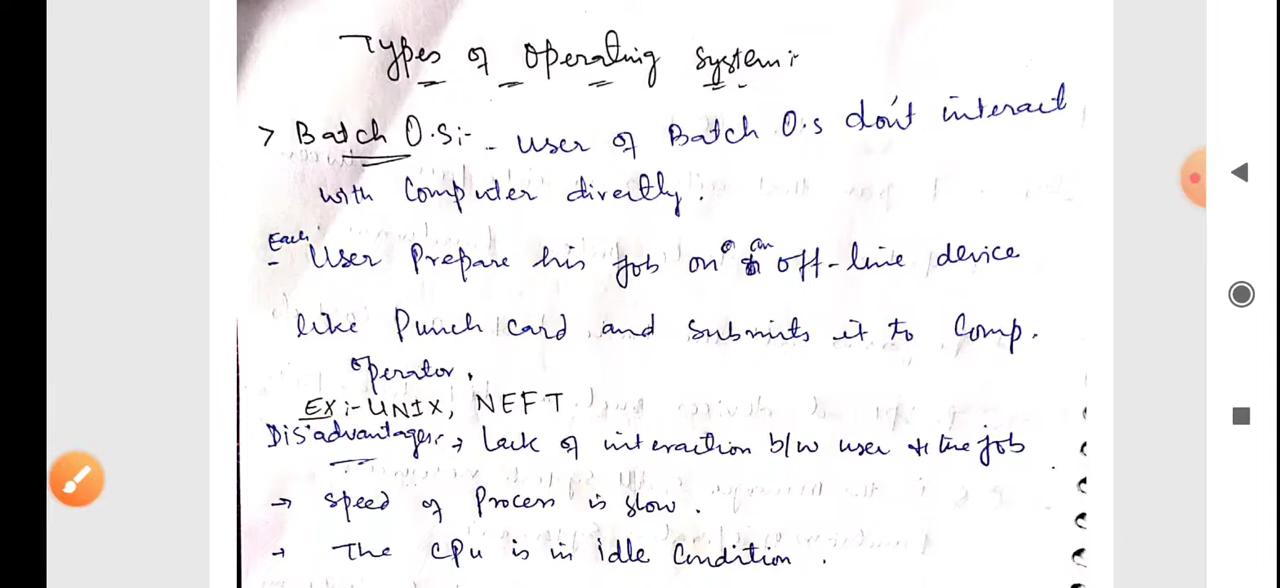 Types of Operating System:
> Batch O.S:- - User of Batch O.s don't interact
with Computer directly.
- Each User Prepare his job on an off-line device
like Punch card and submits it to Comp.
operator.
Ex:- UNIX, NEFT
Disadvantages:→ Lack of interaction b/w user & the job
→ Speed of Process is slow.
→ The CPU is in idle Condition.